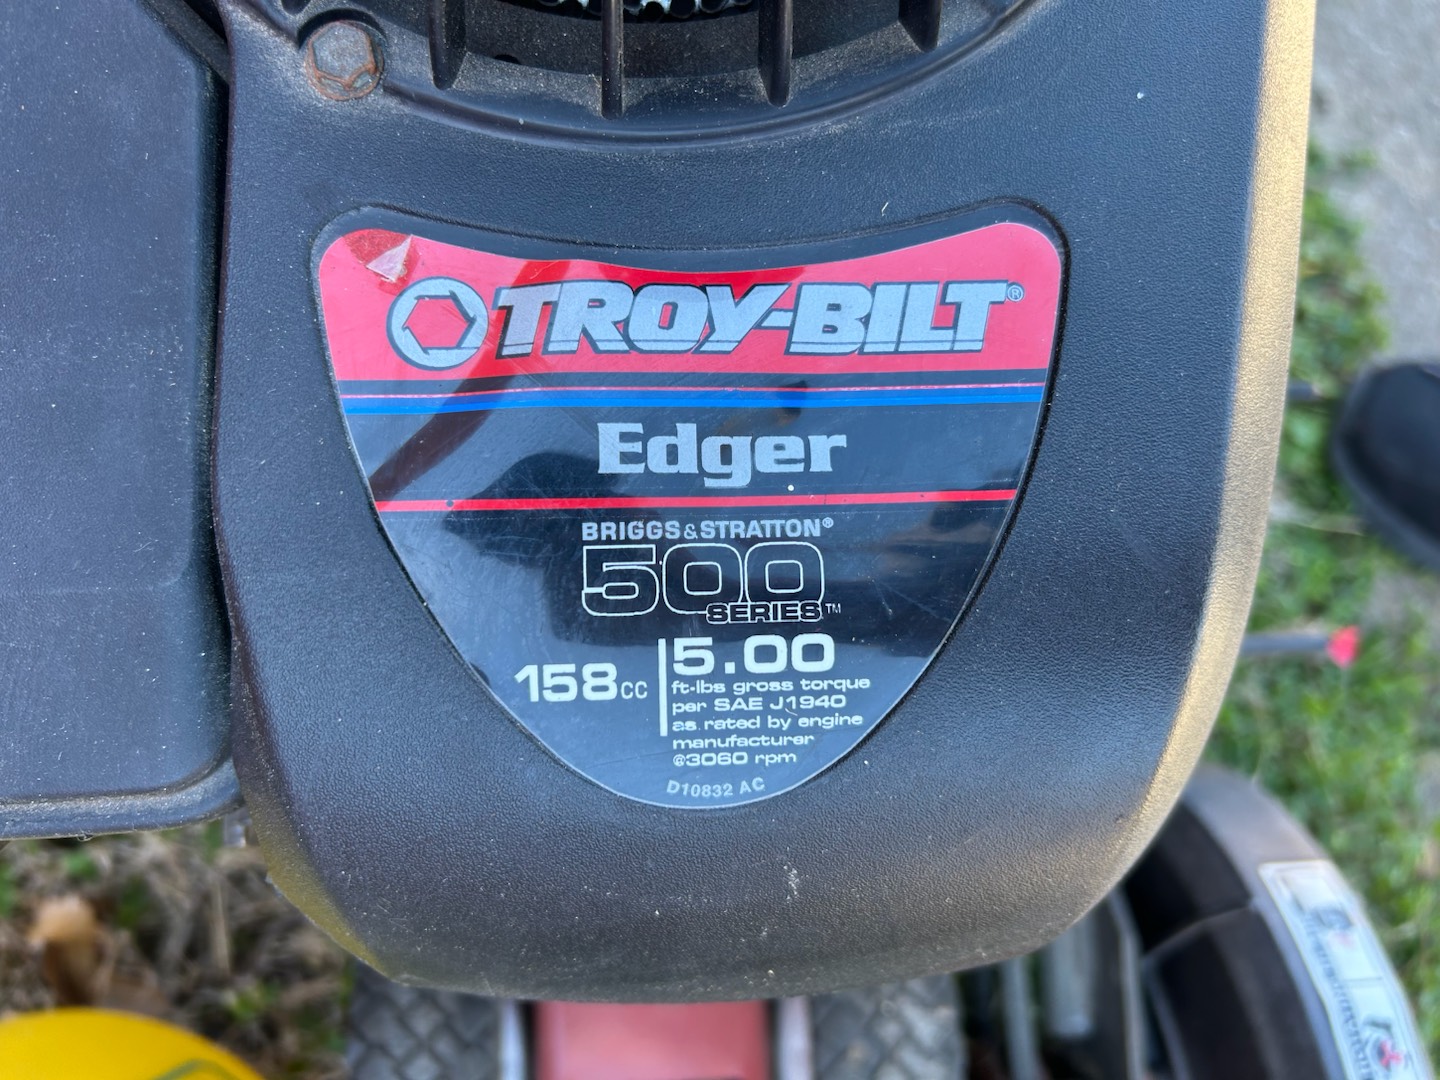 TROY-BILT®
Edger
BRIGGS & STRATTON®
500
SERIES™
158cc
5.00
ft-lbs gross torque
per SAE J1940
as rated by engine
manufacturer
@3060 rpm
D10832 AC